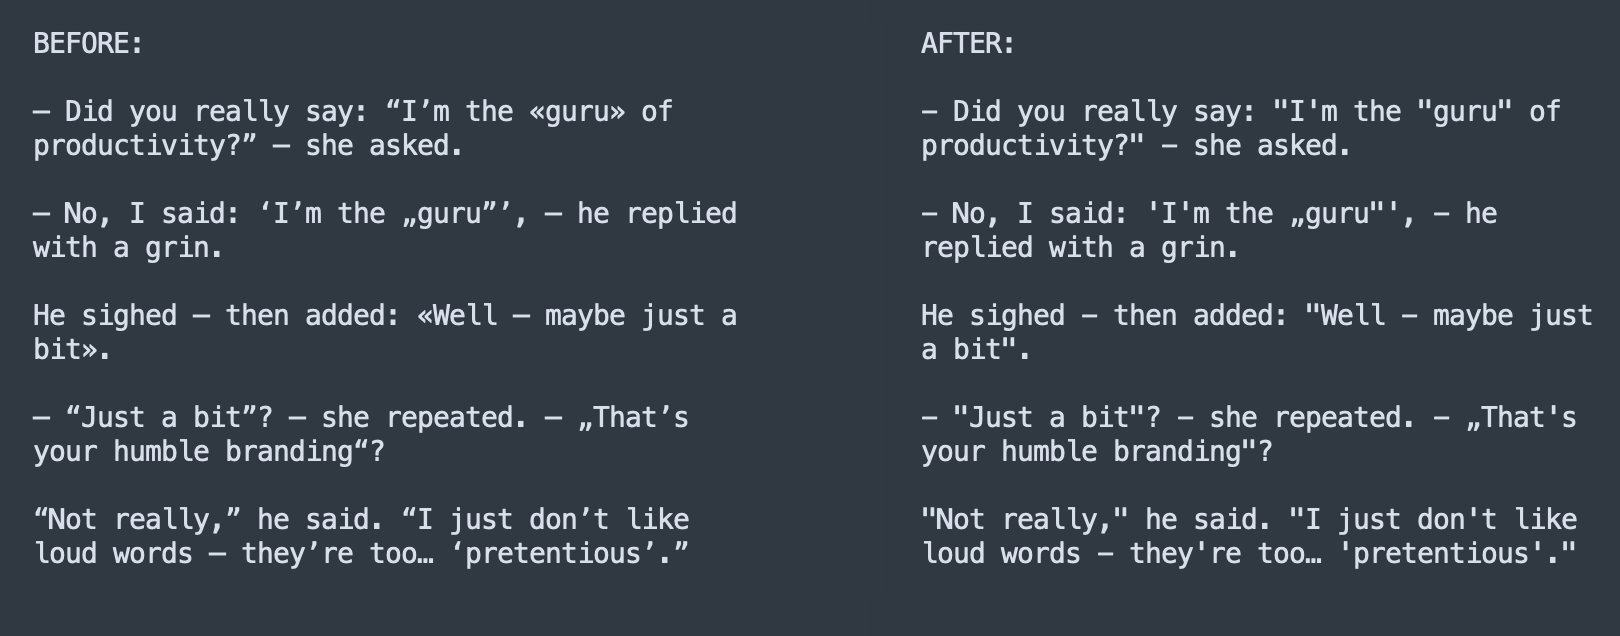 BEFORE:
— Did you really say: “I’m the «guru» of
productivity?” — she asked.
— No, I said: ‘I’m the „guru”’, — he replied
with a grin.
He sighed — then added: «Well — maybe just a
bit».
— “Just a bit”? — she repeated. — „That’s
your humble branding“?
“Not really,” he said. “I just don’t like
loud words — they’re too… ‘pretentious’.”
AFTER:
– Did you really say: "I'm the "guru" of
productivity?" – she asked.
– No, I said: 'I'm the „guru"', – he
replied with a grin.
He sighed – then added: "Well – maybe just
a bit".
– "Just a bit"? – she repeated. – „That's
your humble branding"?
"Not really," he said. "I just don't like
loud words – they're too… 'pretentious'."